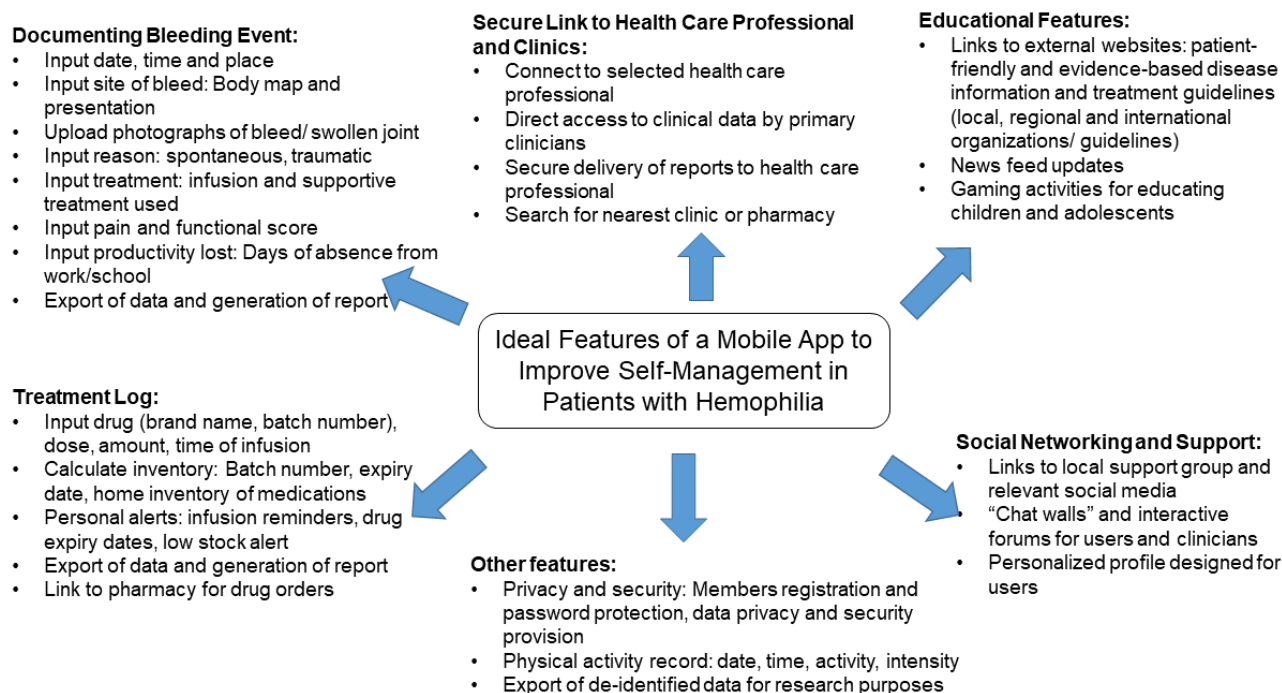 Documenting Bleeding Event:
• Input date, time and place
• Input site of bleed: Body map and
presentation
• Upload photographs of bleed/ swollen joint
• Input reason: spontaneous, traumatic
• Input treatment: infusion and supportive
treatment used
• Input pain and functional score
• Input productivity lost: Days of absence from
work/school
• Export of data and generation of report
Secure Link to Health Care Professional
and Clinics:
• Connect to selected health care
professional
• Direct access to clinical data by primary
clinicians
• Secure delivery of reports to health care
professional
• Search for nearest clinic or pharmacy
Educational Features:
• Links to external websites: patient-
friendly and evidence-based disease
information and treatment guidelines
(local, regional and international
organizations/ guidelines)
• News feed updates
• Gaming activities for educating
children and adolescents
Ideal Features of a Mobile App to
Improve Self-Management in
Patients with Hemophilia
Treatment Log:
• Input drug (brand name, batch number),
dose, amount, time of infusion
• Calculate inventory: Batch number, expiry
date, home inventory of medications
• Personal alerts: infusion reminders, drug
expiry dates, low stock alert
• Export of data and generation of report
• Link to pharmacy for drug orders
Other features:
• Privacy and security: Members registration and
password protection, data privacy and security
provision
• Physical activity record: date, time, activity, intensity
• Export of de-identified data for research purposes
Social Networking and Support:
• Links to local support group and
relevant social media
• “Chat walls” and interactive
forums for users and clinicians
• Personalized profile designed for
users